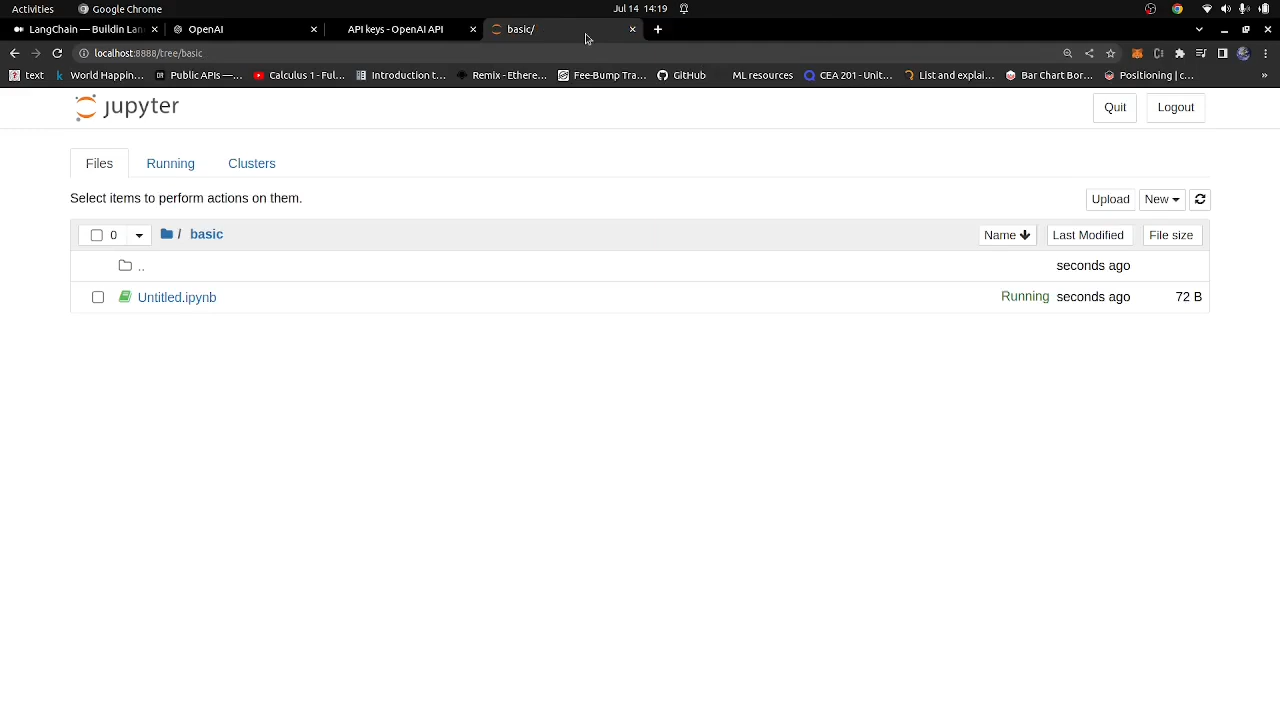 Activities Google Chrome Jul 14 14:19
LangChain — Buildin Lan OpenAI API keys - OpenAI API basic/
localhost:8888/tree/basic
text World Happin... Public APIs —... Calculus 1 - Ful... Introduction t... Remix - Ethere... Fee-Bump Tra... GitHub ML resources CEA 201- Unit... List and explai... Bar Chart Bor... Positioning | c... »
jupyter Quit Logout
Files Running Clusters
Select items to perform actions on them. Upload New
0 / basic Name Last Modified File size
.. seconds ago
Untitled.ipynb Running seconds ago 72 B